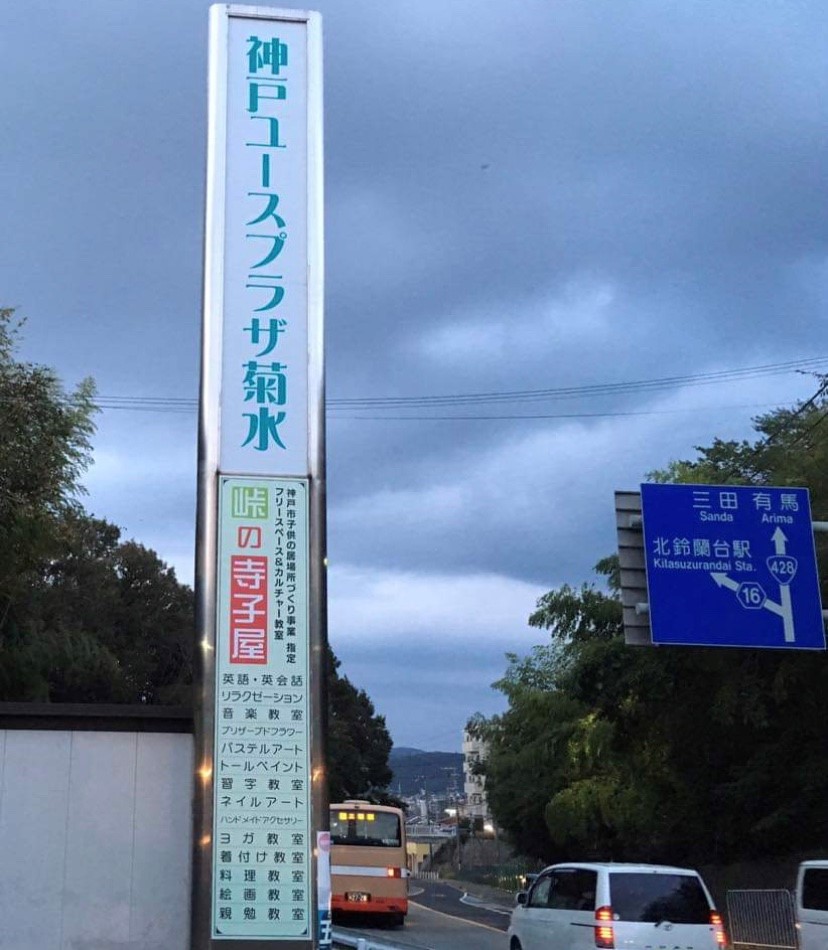 神戸ユースプラザ菊水
神戸市子供の居場所づくり事業 指定
フリースペース&カルチャー教室
峠の寺子屋
英語・英会話
リラクゼーション
音楽教室
プリザーブドフラワー
パステルアート
トールペイント
習字教室
ネイルアート
ハンドメイドアクセサリー
ヨガ教室
着付け教室
料理教室
絵画教室
親勉教室
三田 有馬
Sanda Arima
北鈴蘭台駅
Kitasuzurandai Sta.
428
16